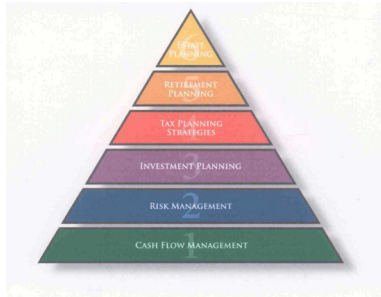 6
ESTATE
PLANNING
5
RETIREMENT
PLANNING
4
TAX PLANNING
STRATEGIES
3
INVESTMENT PLANNING
2
RISK MANAGEMENT
1
CASH FLOW MANAGEMENT